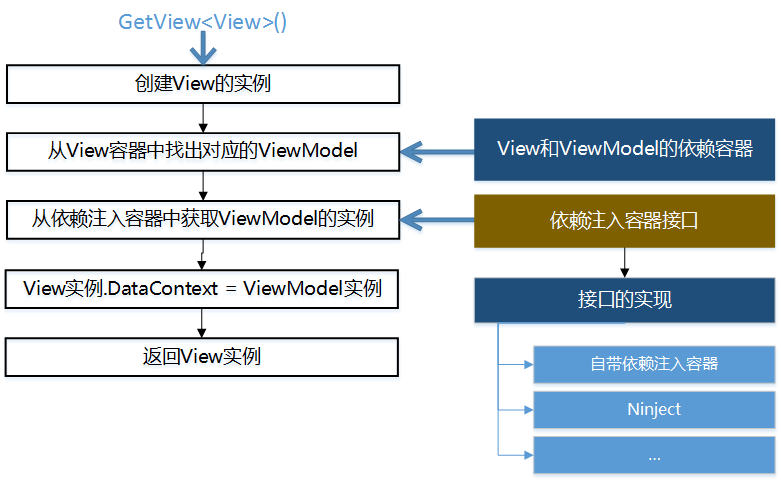 GetView<View>()
创建View的实例
从View容器中找出对应的ViewModel
从依赖注入容器中获取ViewModel的实例
View实例.DataContext = ViewModel实例
返回View实例
View和ViewModel的依赖容器
依赖注入容器接口
接口的实现
自带依赖注入容器
Ninject
...